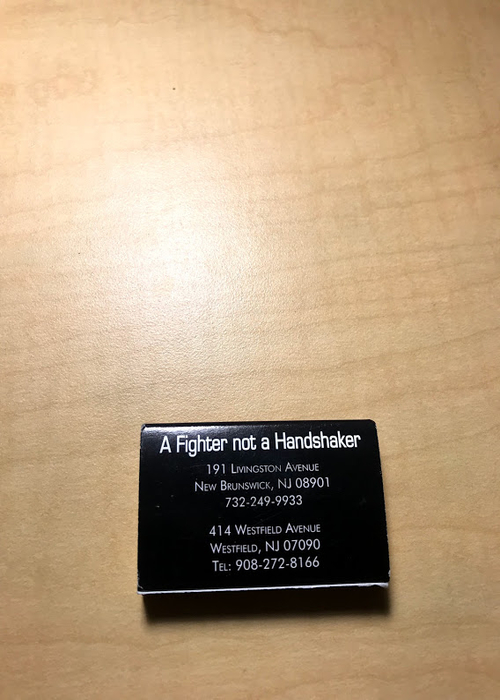 A Fighter not a Handshaker
191 Livingston Avenue
New Brunswick, NJ 08901
732-249-9933
414 Westfield Avenue
Westfield, NJ 07090
Tel: 908-272-8166